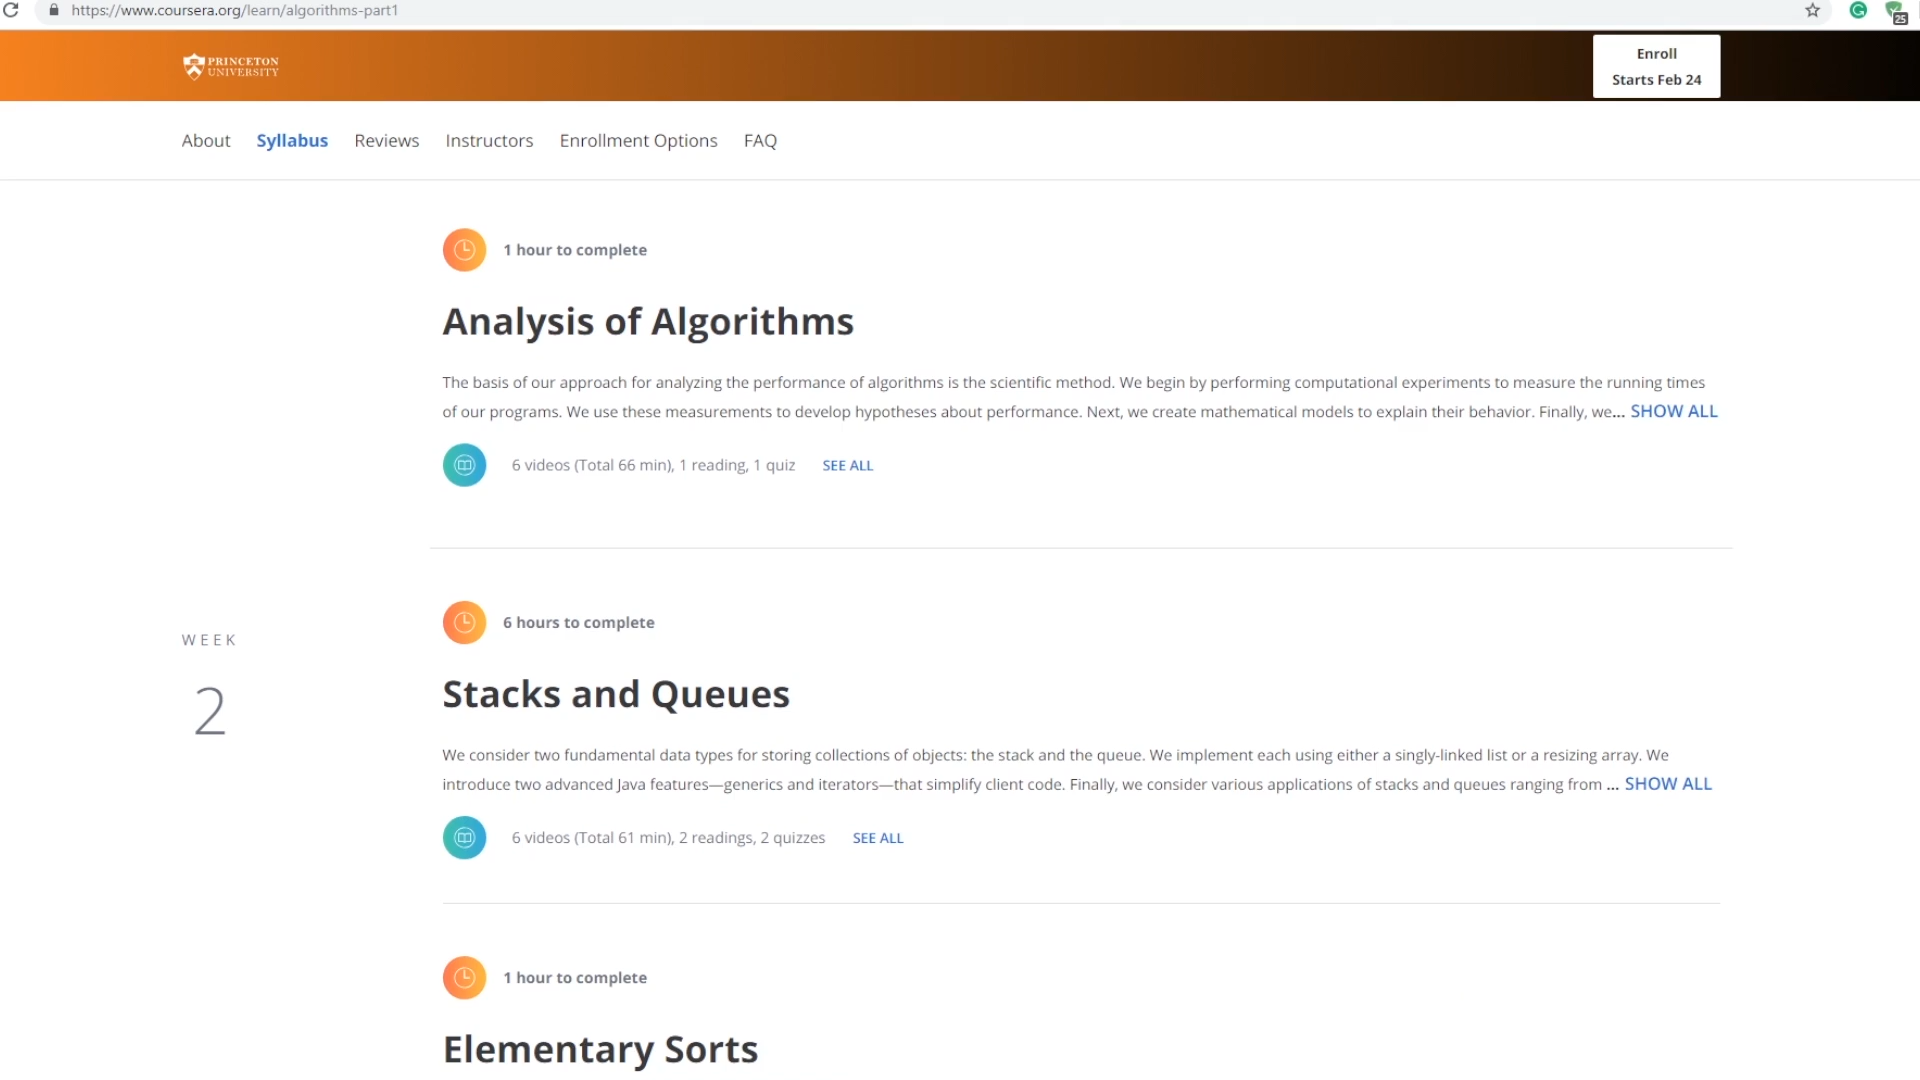 https://www.coursera.org/learn/algorithms-part1
25
PRINCETON
UNIVERSITY
Enroll
Starts Feb 24
About Syllabus Reviews Instructors Enrollment Options FAQ
1 hour to complete
Analysis of Algorithms
The basis of our approach for analyzing the performance of algorithms is the scientific method. We begin by performing computational experiments to measure the running times
of our programs. We use these measurements to develop hypotheses about performance. Next, we create mathematical models to explain their behavior. Finally, we... SHOW ALL
6 videos (Total 66 min), 1 reading, 1 quiz SEE ALL
WEEK
2
6 hours to complete
Stacks and Queues
We consider two fundamental data types for storing collections of objects: the stack and the queue. We implement each using either a singly-linked list or a resizing array. We
introduce two advanced Java features—generics and iterators—that simplify client code. Finally, we consider various applications of stacks and queues ranging from ... SHOW ALL
6 videos (Total 61 min), 2 readings, 2 quizzes SEE ALL
1 hour to complete
Elementary Sorts